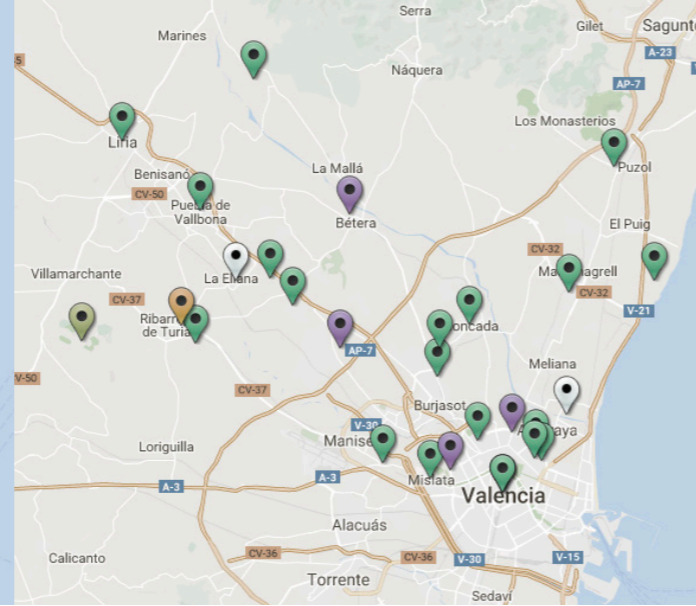 Serra
Gilet
Sagunto
Marines
A-23
Náquera
AP-7
Los Monasterios
Liria
Benisanó
La Mallá
Puzol
CV-50
Puebla de
Vallbona
Bétera
El Puig
CV-32
La Eliana
Villamarchante
CV-37
CV-32
Ribarroja
de Turia
Moncada
V-21
AP-7
Meliana
V-50
CV-37
Burjasot
V-30
Manises
Loriguilla
A-3
A-3
Mislata
Valencia
Alacuás
Calicanto
CV-36
CV-36
V-30
V-15
Torrente
Sedaví